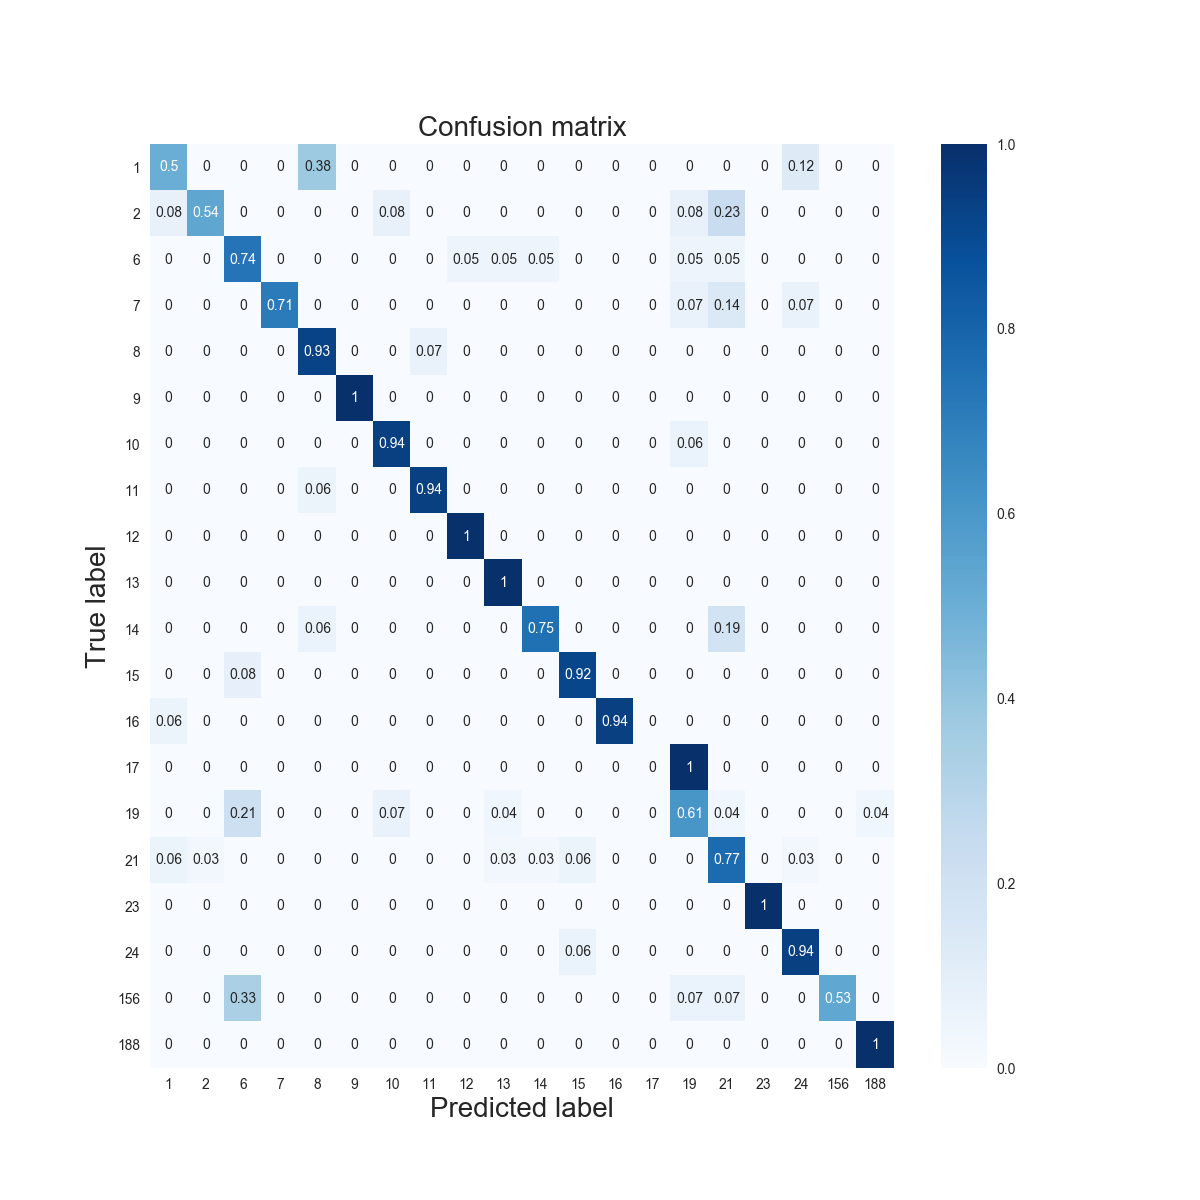 Confusion matrix
1 0.5 0 0 0 0.38 0 0 0 0 0 0 0 0 0 0 0 0 0.12 0 0 1.0
2 0.08 0.54 0 0 0 0 0.08 0 0 0 0 0 0 0 0.08 0.23 0 0 0 0
6 0 0 0.74 0 0 0 0 0 0.05 0.05 0.05 0 0 0 0.05 0.05 0 0 0 0
7 0 0 0 0.71 0 0 0 0 0 0 0 0 0 0 0.07 0.14 0 0.07 0 0
0.8
8 0 0 0 0 0.93 0 0 0.07 0 0 0 0 0 0 0 0 0 0 0 0
9 0 0 0 0 0 1 0 0 0 0 0 0 0 0 0 0 0 0 0 0
10 0 0 0 0 0 0 0.94 0 0 0 0 0 0 0 0.06 0 0 0 0 0
11 0 0 0 0 0.06 0 0 0.94 0 0 0 0 0 0 0 0 0 0 0 0
0.6
12 0 0 0 0 0 0 0 0 1 0 0 0 0 0 0 0 0 0 0 0
13 0 0 0 0 0 0 0 0 0 1 0 0 0 0 0 0 0 0 0 0
True label
14 0 0 0 0 0.06 0 0 0 0 0 0.75 0 0 0 0 0.19 0 0 0 0
15 0 0 0.08 0 0 0 0 0 0 0 0 0.92 0 0 0 0 0 0 0 0
0.4
16 0.06 0 0 0 0 0 0 0 0 0 0 0 0.94 0 0 0 0 0 0 0
17 0 0 0 0 0 0 0 0 0 0 0 0 0 0 1 0 0 0 0 0
19 0 0 0.21 0 0 0 0.07 0 0 0.04 0 0 0 0 0.61 0.04 0 0 0 0.04
21 0.06 0.03 0 0 0 0 0 0 0 0.03 0.03 0.06 0 0 0 0.77 0 0.03 0 0
0.2
23 0 0 0 0 0 0 0 0 0 0 0 0 0 0 0 0 1 0 0 0
24 0 0 0 0 0 0 0 0 0 0 0 0.06 0 0 0 0 0 0.94 0 0
156 0 0 0.33 0 0 0 0 0 0 0 0 0 0 0 0.07 0.07 0 0 0.53 0
188 0 0 0 0 0 0 0 0 0 0 0 0 0 0 0 0 0 0 0 1
0.0
1 2 6 7 8 9 10 11 12 13 14 15 16 17 19 21 23 24 156 188
Predicted label